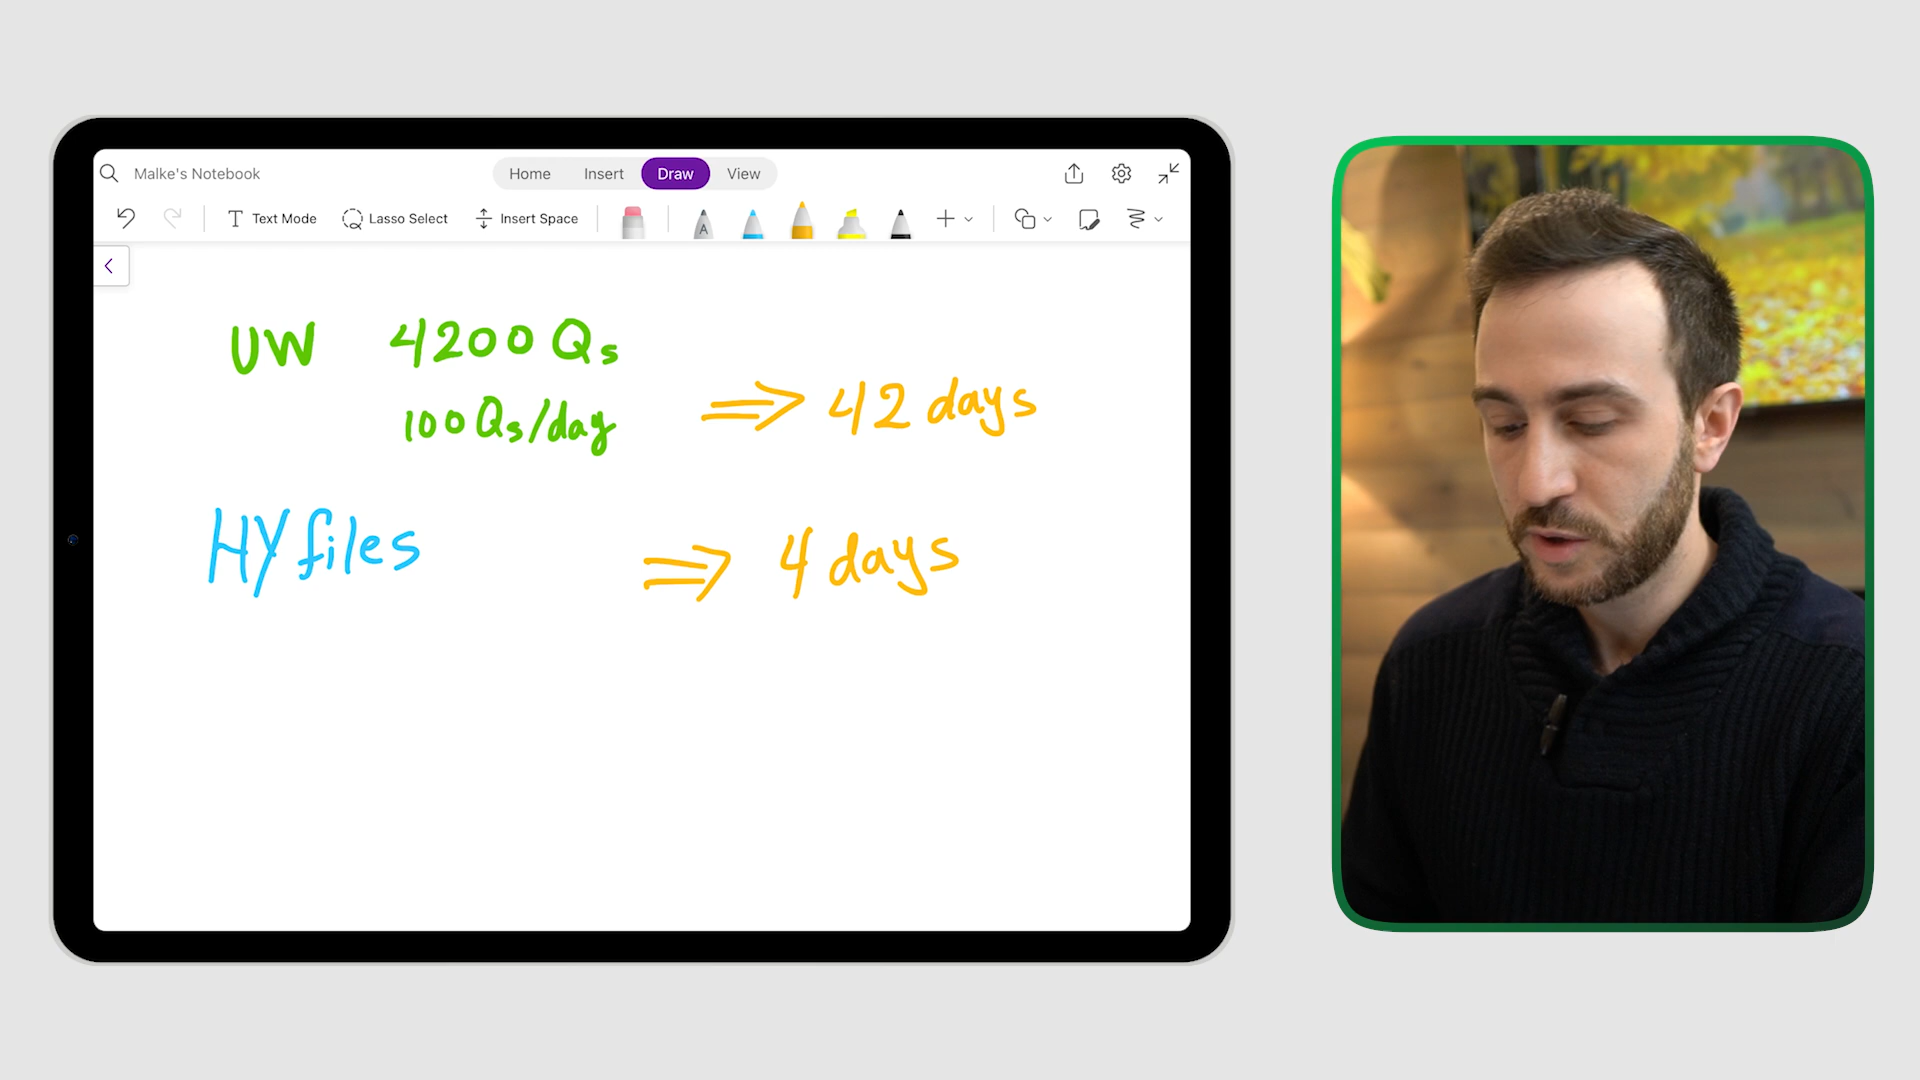 Malke's Notebook
Home Insert Draw View
Text Mode Lasso Select Insert Space A
UW 4200 Qs
100 Qs/day ⇒ 42 days
HY files ⇒ 4 days